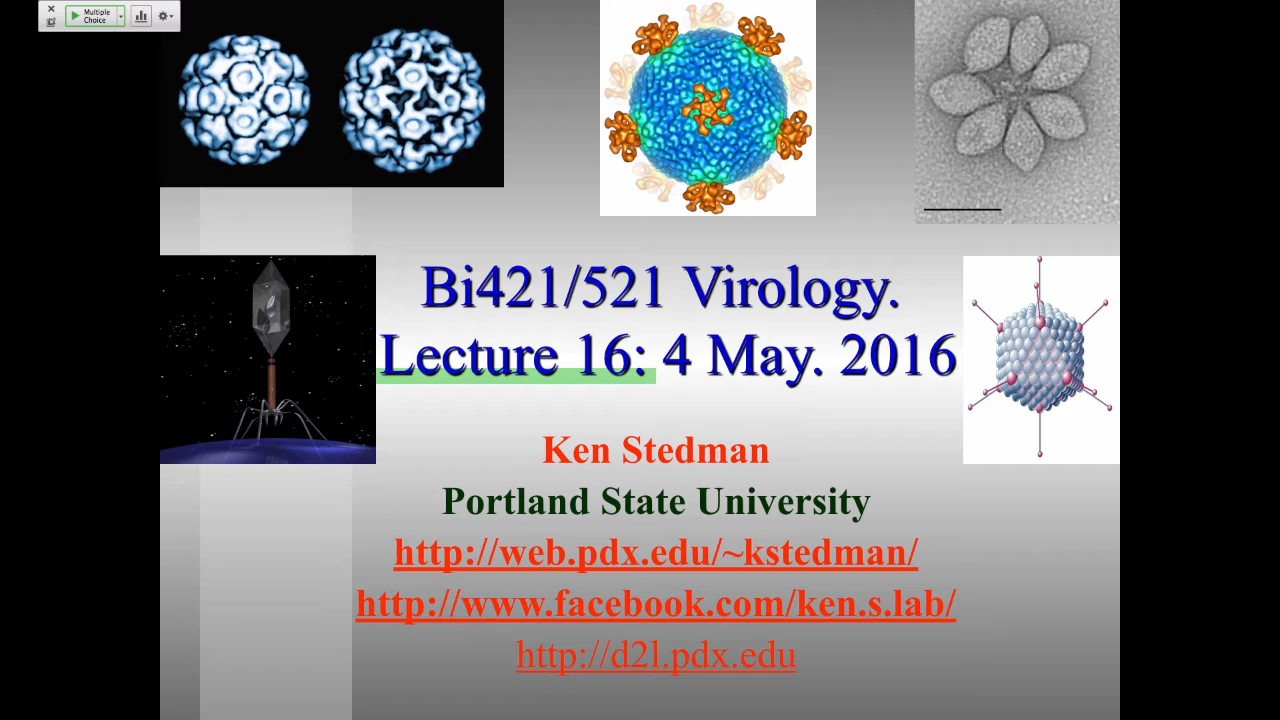 Multiple
Choice
Bi421/521 Virology.
Lecture 16: 4 May. 2016
Ken Stedman
Portland State University
http://web.pdx.edu/~kstedman/
http://www.facebook.com/ken.s.lab/
http://d2l.pdx.edu